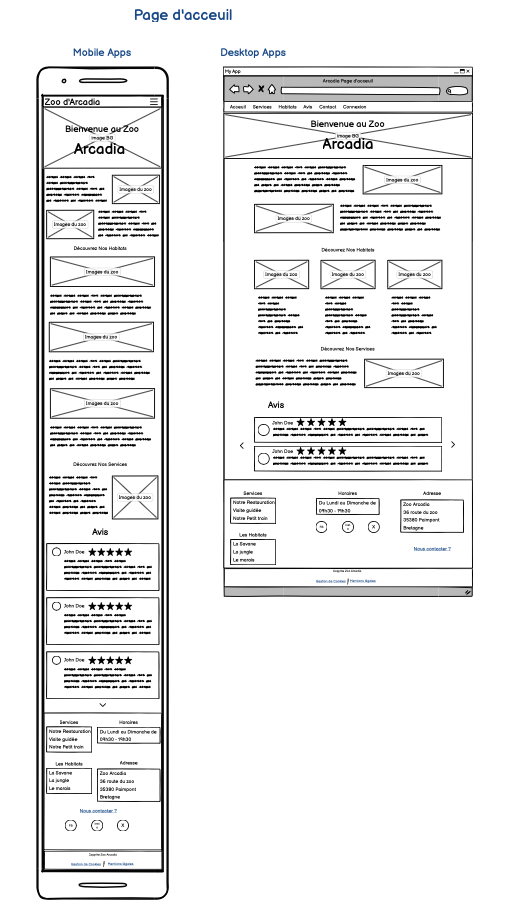 Page d'acceuil
Mobile Apps
Zoo d'Arcadia
Bienvenue au Zoo
Image BG
Arcadia
Images du zoo
Images du zoo
Découvrez Nos Habitats
Images du zoo
Images du zoo
Images du zoo
Découvrez Nos Services
Images du zoo
Avis
John Doe
John Doe
John Doe
Services
Notre Restauration
Visite guidée
Notre Petit train
Horaires
Du Lundi au Dimanche de
09h30 - 19h30
Les Habitats
La Savane
La jungle
Le marais
Adresse
Zoo Arcadia
36 route du zoo
35380 Paimpont
Bretagne
Nous contacter ?
X
Gestion de Cookies / Mentions légales
Desktop Apps
My App
Arcadia Page d'acceuil
Acceuil Services Habitats Avis Contact Connexion
Bienvenue au Zoo
Image BG
Arcadia
Images du zoo
Images du zoo
Découvrez Nos Habitats
Images du zoo Images du zoo Images du zoo
Découvrez Nos Services
Images du zoo
Avis
John Doe
John Doe
Services
Notre Restauration
Visite guidée
Notre Petit train
Les Habitats
La Savane
La jungle
Le marais
Horaires
Du Lundi au Dimanche de
09h30 - 19h30
X
Adresse
Zoo Arcadia
36 route du zoo
35380 Paimpont
Bretagne
Nous contacter ?
Gestion de Cookies / Mentions légales